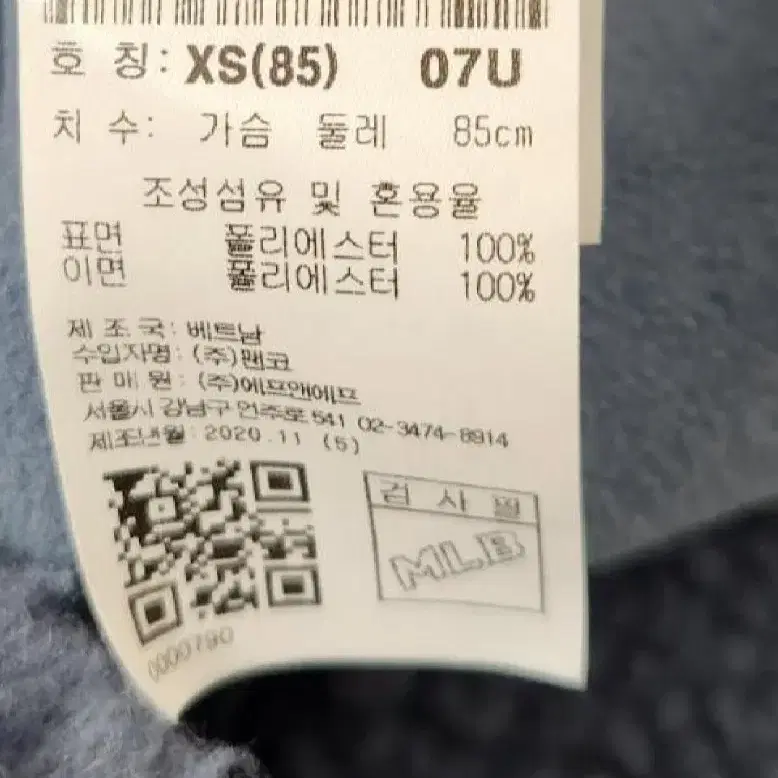 호 칭: XS(85) 07U
치 수: 가슴 둘레 85cm
조성섬유 및 혼용율
표면 폴리에스터 100%
이면 폴리에스터 100%
제 조 국: 베트남
수입자명: (주)맨코
판 매 원: (주)에프앤에프
서울시 강남구 언주로 541 02-3474-8914
제조년월: 2020.11 (5)
검 사 필
MLB
0000790